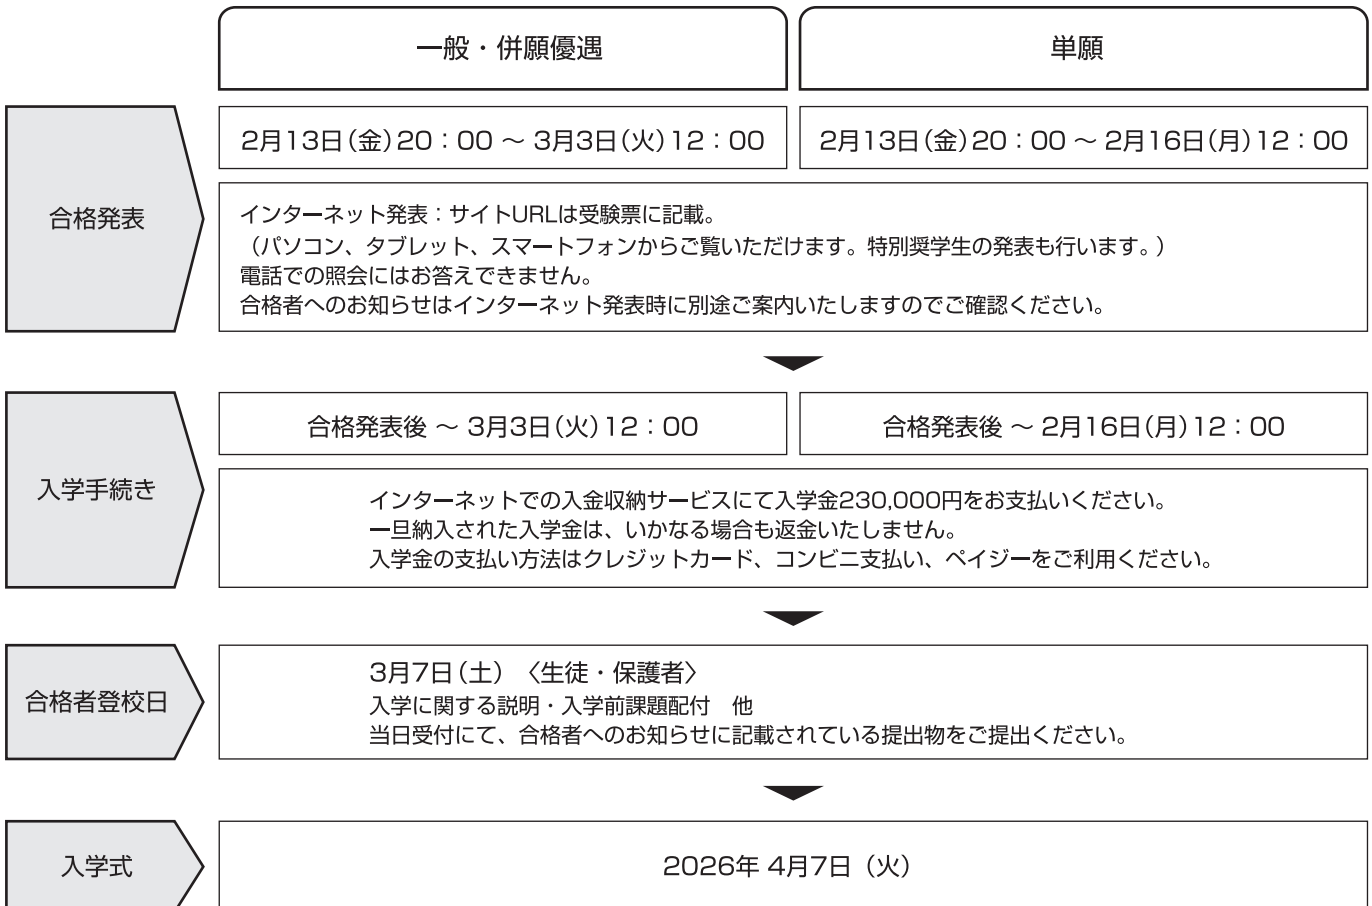 一般・併願優遇
単願
合格発表
2月13日(金)20：00 ～ 3月3日(火)12：00
2月13日(金)20：00 ～ 2月16日(月)12：00
インターネット発表：サイトURLは受験票に記載。
（パソコン、タブレット、スマートフォンからご覧いただけます。特別奨学生の発表も行います。）
電話での照会にはお答えできません。
合格者へのお知らせはインターネット発表時に別途ご案内いたしますのでご確認ください。
入学手続き
合格発表後 ～ 3月3日(火)12：00
合格発表後 ～ 2月16日(月)12：00
インターネットでの入金収納サービスにて入学金230,000円をお支払いください。
一旦納入された入学金は、いかなる場合も返金いたしません。
入学金の支払い方法はクレジットカード、コンビニ支払い、ペイジーをご利用ください。
合格者登校日
3月7日(土)〈生徒・保護者〉
入学に関する説明・入学前課題配付　他
当日受付にて、合格者へのお知らせに記載されている提出物をご提出ください。
入学式
2026年 4月7日（火）